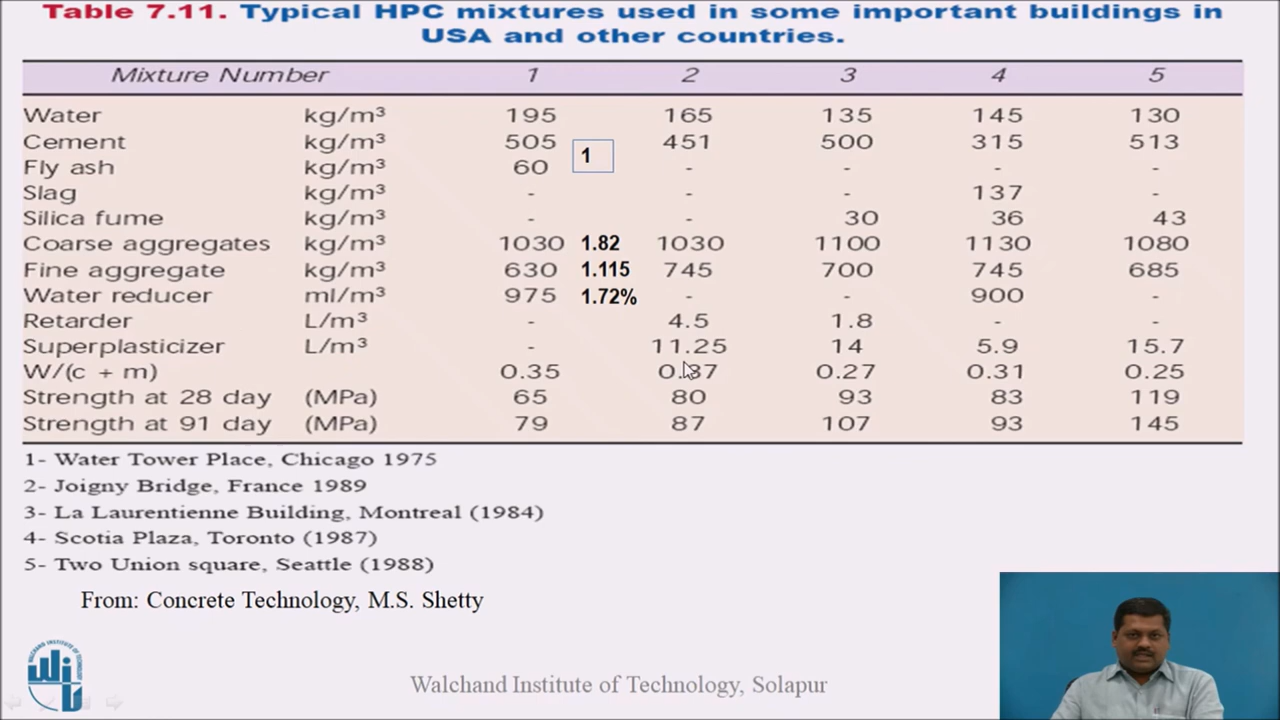 Table 7.11. Typical HPC mixtures used in some important buildings in
USA and other countries.
Mixture Number 1 2 3 4 5
Water kg/m³ 195 165 135 145 130
Cement kg/m³ 505 451 500 315 513
1
Fly ash kg/m³ 60 - - - -
Slag kg/m³ - - - 137 -
Silica fume kg/m³ - - 30 36 43
Coarse aggregates kg/m³ 1030 1.82 1030 1100 1130 1080
Fine aggregate kg/m³ 630 1.115 745 700 745 685
Water reducer ml/m³ 975 1.72% - - 900 -
Retarder L/m³ - 4.5 1.8 - -
Superplasticizer L/m³ - 11.25 14 5.9 15.7
W/(c + m) 0.35 0.37 0.27 0.31 0.25
Strength at 28 day (MPa) 65 80 93 83 119
Strength at 91 day (MPa) 79 87 107 93 145
1- Water Tower Place, Chicago 1975
2- Joigny Bridge, France 1989
3- La Laurentienne Building, Montreal (1984)
4- Scotia Plaza, Toronto (1987)
5- Two Union square, Seattle (1988)
From: Concrete Technology, M.S. Shetty
WALCHAND INSTITUTE OF TECHNOLOGY
WIT
Walchand Institute of Technology, Solapur